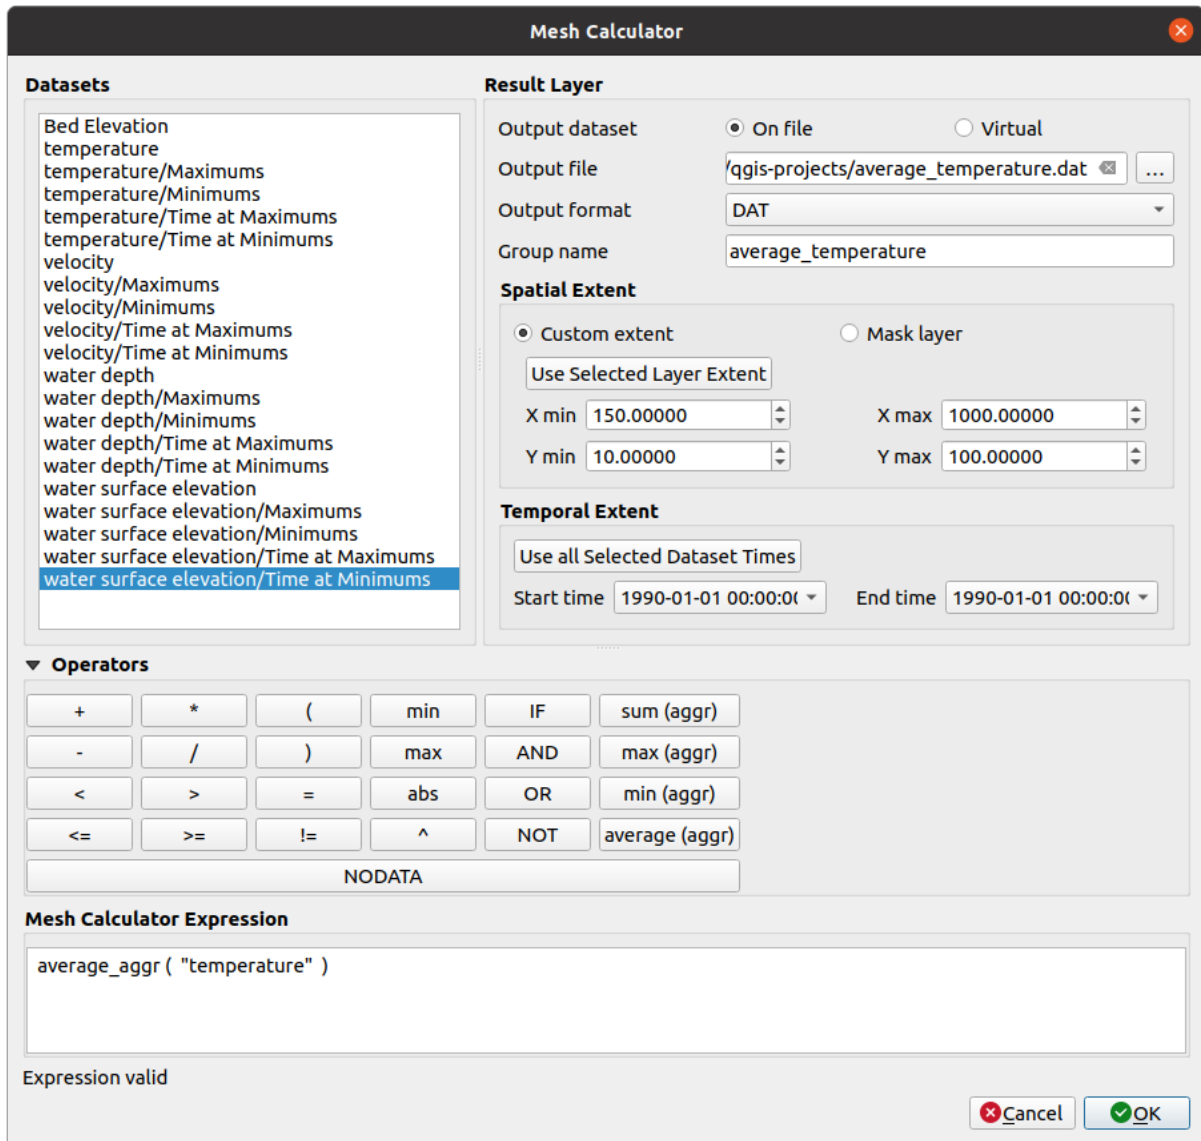 Mesh Calculator
Datasets
Bed Elevation
temperature
temperature/Maximums
temperature/Minimums
temperature/Time at Maximums
temperature/Time at Minimums
velocity
velocity/Maximums
velocity/Minimums
velocity/Time at Maximums
velocity/Time at Minimums
water depth
water depth/Maximums
water depth/Minimums
water depth/Time at Maximums
water depth/Time at Minimums
water surface elevation
water surface elevation/Maximums
water surface elevation/Minimums
water surface elevation/Time at Maximums
water surface elevation/Time at Minimums
Result Layer
Output dataset On file Virtual
Output file /qgis-projects/average_temperature.dat ...
Output format DAT
Group name average_temperature
Spatial Extent
Custom extent Mask layer
Use Selected Layer Extent
X min 150.00000 X max 1000.00000
Y min 10.00000 Y max 100.00000
Temporal Extent
Use all Selected Dataset Times
Start time 1990-01-01 00:00:0( End time 1990-01-01 00:00:0(
Operators
+ * ( min IF sum (aggr)
- / ) max AND max (aggr)
< > = abs OR min (aggr)
<= >= != ^ NOT average (aggr)
NODATA
Mesh Calculator Expression
average_aggr ( "temperature" )
Expression valid
Cancel OK